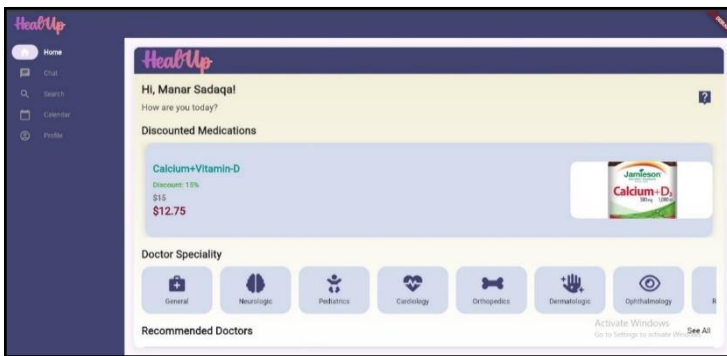 HealUp
Home
Chat
Search
Calendar
Profile
HealUp
Hi, Manar Sadaqa!
How are you today?
Discounted Medications
Calcium+Vitamin-D
Discount: 15%
$15
$12.75
Jamieson
Calcium+D₃
Doctor Speciality
General
Neurologic
Pediatrics
Cardiology
Orthopedics
Dermatologic
Ophthalmology
Recommended Doctors
See All
Activate Windows
Go to Settings to activate Windows.